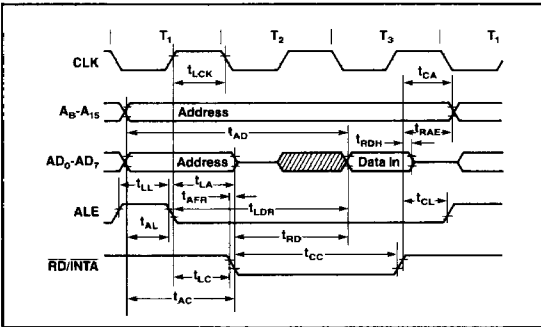 T1 T2 T3 T1
CLK
tLCK tCA
AB-A15 Address
tAD tRDH tRAE
AD0-AD7 Address Data In
tLL tLA tAFR tLDR tCL
ALE
tAL tRD
tCC
RD/INTA tLC
tAC